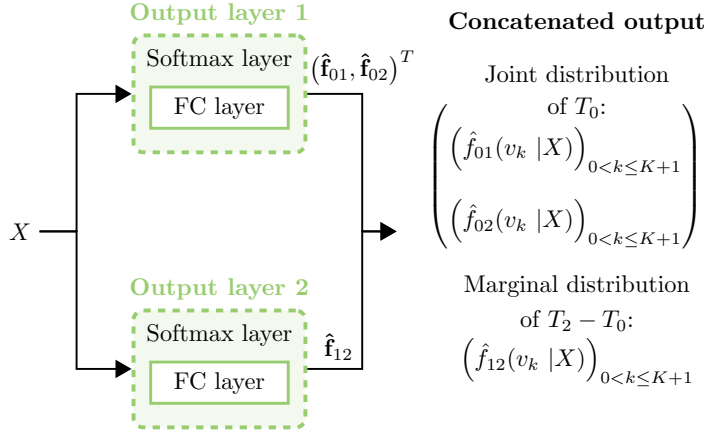 Output layer 1
Softmax layer
FC layer
(f̂₀₁, f̂₀₂)ᵀ
X
Output layer 2
Softmax layer
FC layer
f̂₁₂
Concatenated output
Joint distribution
of T₀:
(f̂₀₁(vₖ |X))₀<k≤K+1
(f̂₀₂(vₖ |X))₀<k≤K+1
Marginal distribution
of T₂ − T₀:
(f̂₁₂(vₖ |X))₀<k≤K+1